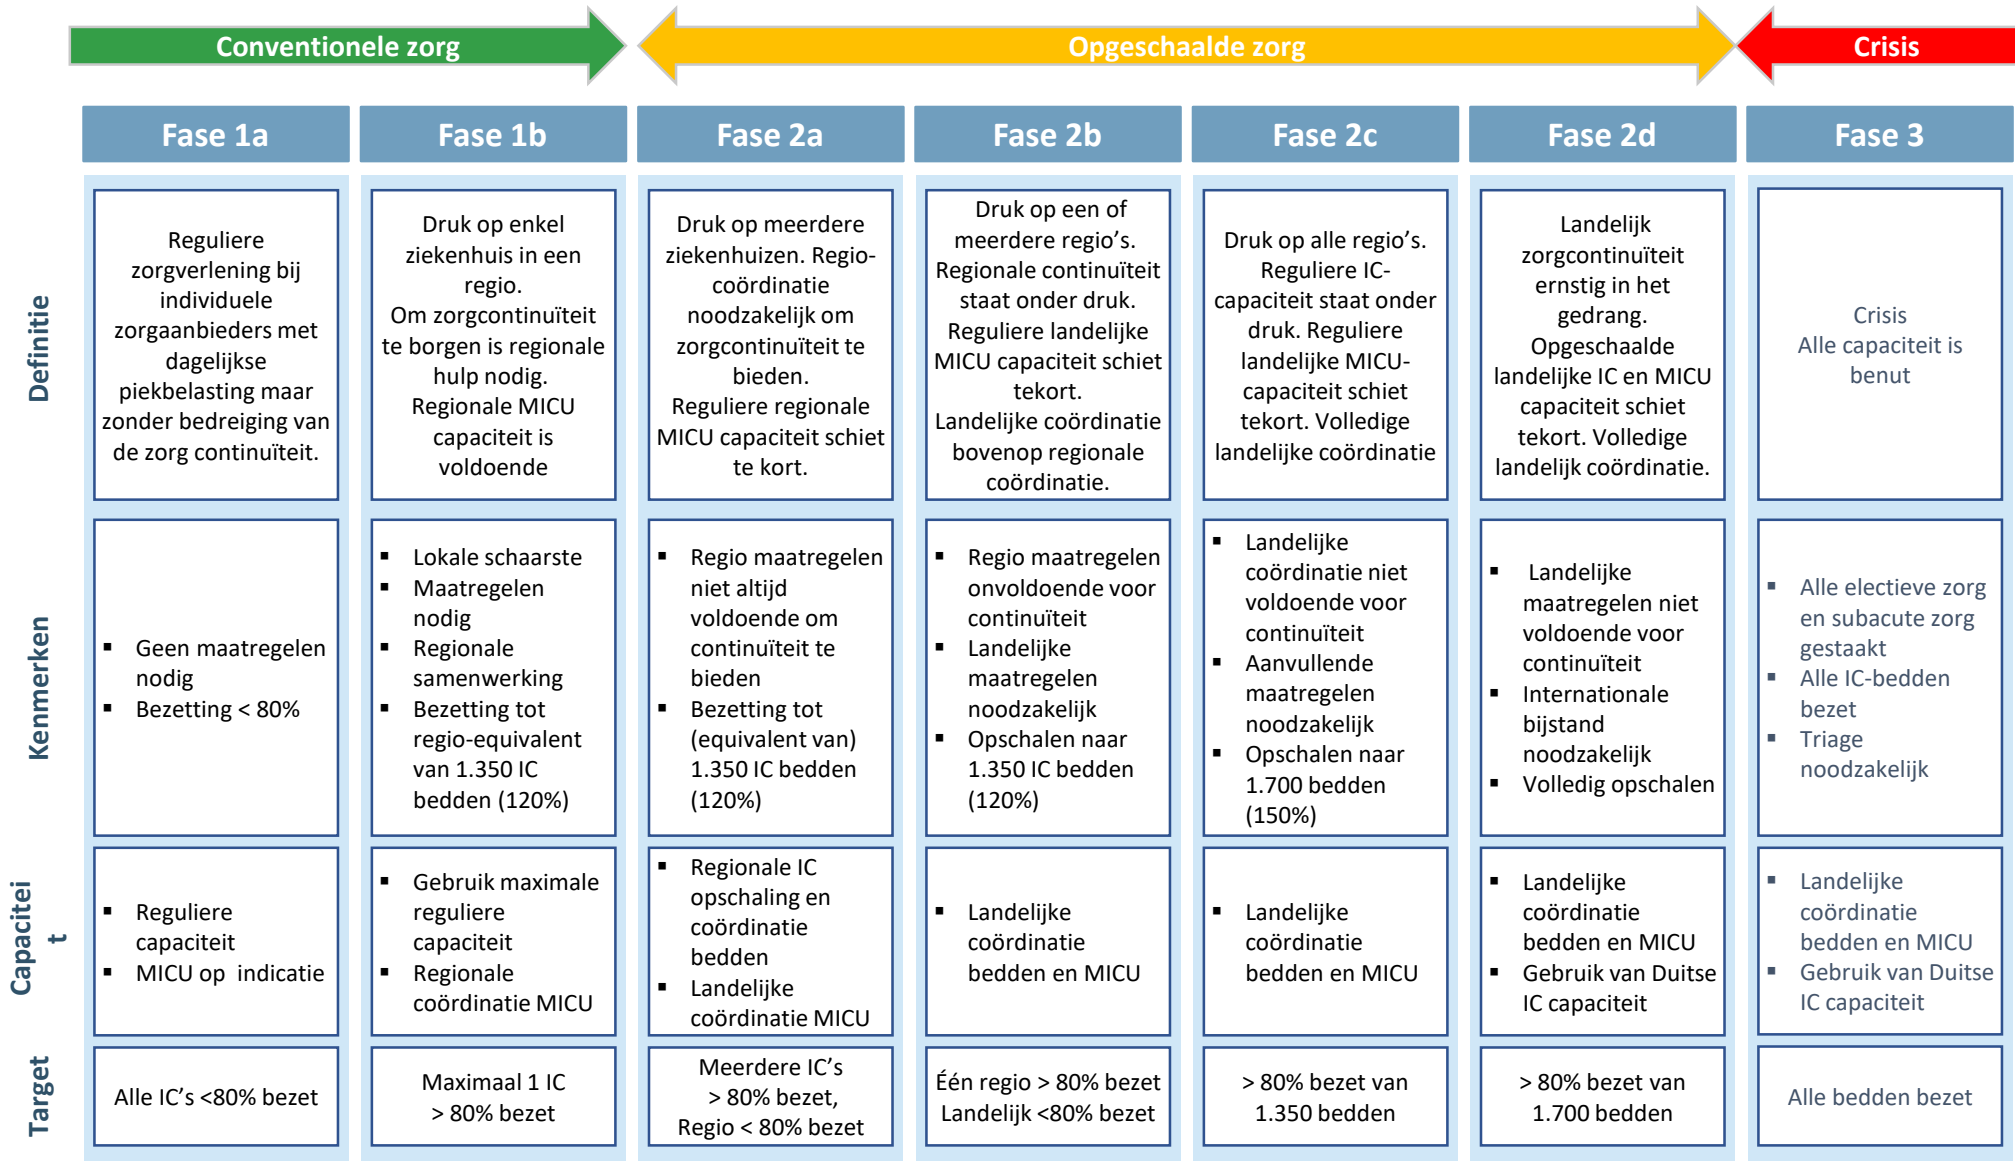 Conventionele zorg
Opgeschaalde zorg
Crisis
Fase 1a
Fase 1b
Fase 2a
Fase 2b
Fase 2c
Fase 2d
Fase 3
Definitie
Reguliere
zorgverlening bij
individuele
zorgaanbieders met
dagelijkse
piekbelasting maar
zonder bedreiging van
de zorg continuïteit.
Druk op enkel
ziekenhuis in een
regio.
Om zorgcontinuïteit
te borgen is regionale
hulp nodig.
Regionale MICU
capaciteit is
voldoende
Druk op meerdere
ziekenhuizen. Regio-
coördinatie
noodzakelijk om
zorgcontinuïteit te
bieden.
Reguliere regionale
MICU capaciteit schiet
te kort.
Druk op een of
meerdere regio's.
Regionale continuïteit
staat onder druk.
Reguliere landelijke
MICU capaciteit schiet
tekort.
Landelijke coördinatie
bovenop regionale
coördinatie.
Druk op alle regio's.
Reguliere IC-
capaciteit staat onder
druk. Reguliere
landelijke MICU-
capaciteit schiet
tekort. Volledige
landelijke coördinatie
Landelijk
zorgcontinuïteit
ernstig in het
gedrang.
Opgeschaalde
landelijke IC en MICU
capaciteit schiet
tekort. Volledige
landelijk coördinatie.
Crisis
Alle capaciteit is
benut
Kenmerken
▪ Geen maatregelen
nodig
▪ Bezetting < 80%
▪ Lokale schaarste
▪ Maatregelen
nodig
▪ Regionale
samenwerking
▪ Bezetting tot
regio-equivalent
van 1.350 IC
bedden (120%)
▪ Regio maatregelen
niet altijd
voldoende om
continuïteit te
bieden
▪ Bezetting tot
(equivalent van)
1.350 IC bedden
(120%)
▪ Regio maatregelen
onvoldoende voor
continuïteit
▪ Landelijke
maatregelen
noodzakelijk
▪ Opschalen naar
1.350 IC bedden
(120%)
▪ Landelijke
coördinatie niet
voldoende voor
continuïteit
▪ Aanvullende
maatregelen
noodzakelijk
▪ Opschalen naar
1.700 bedden
(150%)
▪ Landelijke
maatregelen niet
voldoende voor
continuïteit
▪ Internationale
bijstand
noodzakelijk
▪ Volledig opschalen
▪ Alle electieve zorg
en subacute zorg
gestaakt
▪ Alle IC-bedden
bezet
▪ Triage
noodzakelijk
Capacitei
t
▪ Reguliere
capaciteit
▪ MICU op indicatie
▪ Gebruik maximale
reguliere
capaciteit
▪ Regionale
coördinatie MICU
▪ Regionale IC
opschaling en
coördinatie
bedden
▪ Landelijke
coördinatie MICU
▪ Landelijke
coördinatie
bedden en MICU
▪ Landelijke
coördinatie
bedden en MICU
▪ Landelijke
coördinatie
bedden en MICU
▪ Gebruik van Duitse
IC capaciteit
▪ Landelijke
coördinatie
bedden en MICU
▪ Gebruik van Duitse
IC capaciteit
Target
Alle IC's <80% bezet
Maximaal 1 IC
> 80% bezet
Meerdere IC's
> 80% bezet,
Regio < 80% bezet
Één regio > 80% bezet
Landelijk <80% bezet
> 80% bezet van
1.350 bedden
> 80% bezet van
1.700 bedden
Alle bedden bezet